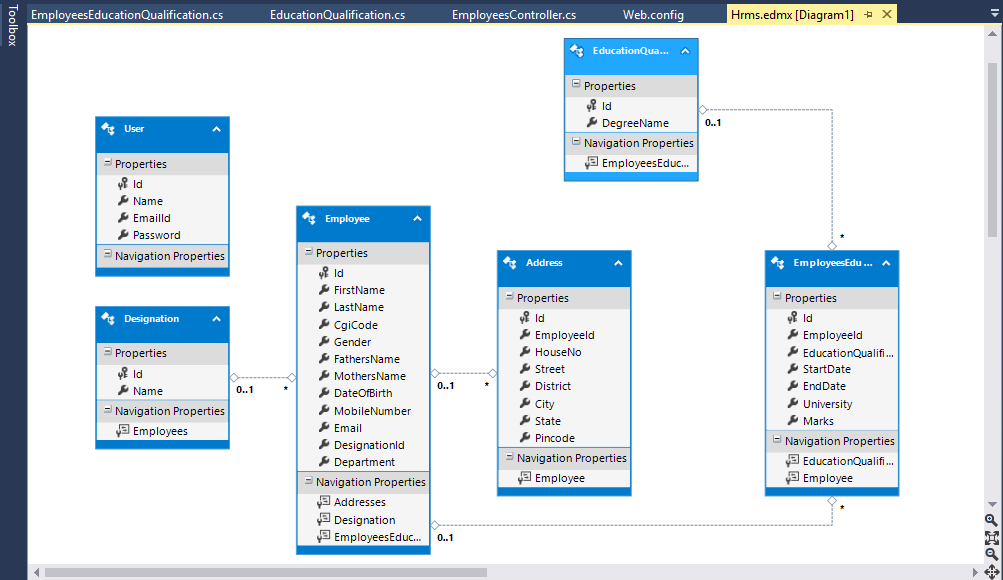 Toolbox
EmployeesEducationQualification.cs
EducationQualification.cs
EmployeesController.cs
Web.config
Hrms.edmx [Diagram1]
User
Properties
Id
Name
EmailId
Password
Navigation Properties
Designation
Properties
Id
Name
Navigation Properties
Employees
0..1
*
Employee
Properties
Id
FirstName
LastName
CgiCode
Gender
FathersName
MothersName
DateOfBirth
MobileNumber
Email
DesignationId
Department
Navigation Properties
Addresses
Designation
EmployeesEduc...
0..1
*
0..1
Address
Properties
Id
EmployeeId
HouseNo
Street
District
City
State
Pincode
Navigation Properties
Employee
EducationQua...
Properties
Id
DegreeName
Navigation Properties
EmployeesEduc...
0..1
*
EmployeesEdu ...
Properties
Id
EmployeeId
EducationQualifi...
StartDate
EndDate
University
Marks
Navigation Properties
EducationQualifi...
Employee
*